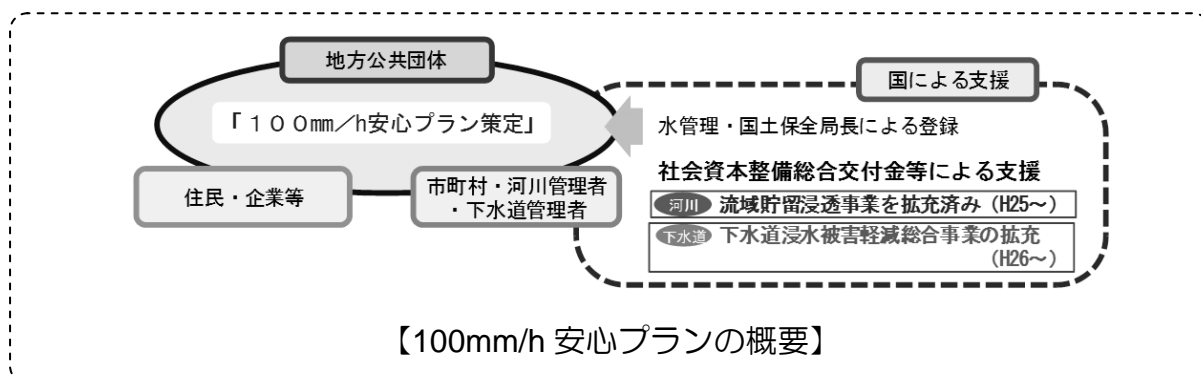 地方公共団体
「１００㎜／h安心プラン策定」
住民・企業等
市町村・河川管理者
・下水道管理者
国による支援
水管理・国土保全局長による登録
社会資本整備総合交付金等による支援
河川 流域貯留浸透事業を拡充済み（H25～）
下水道 下水道浸水被害軽減総合事業の拡充
（H26～）
【100mm/h 安心プランの概要】